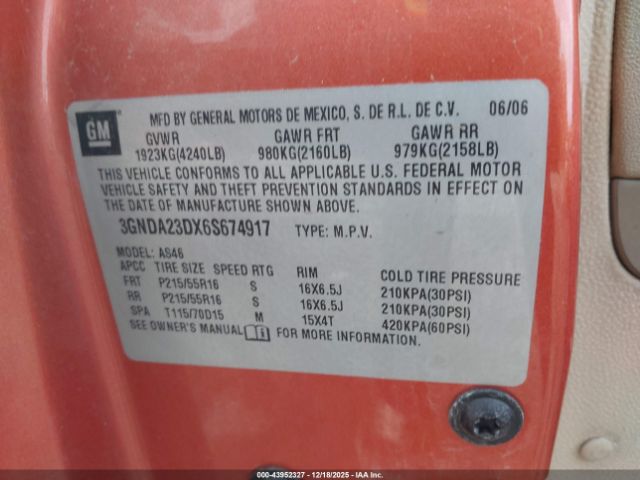 GM
MFD BY GENERAL MOTORS DE MEXICO, S. DE R.L. DE C.V. 06/06
GVWR GAWR FRT GAWR RR
1923KG(4240LB) 980KG(2160LB) 979KG(2158LB)
THIS VEHICLE CONFORMS TO ALL APPLICABLE U.S. FEDERAL MOTOR
VEHICLE SAFETY AND THEFT PREVENTION STANDARDS IN EFFECT ON
THE DATE OF MANUFACTURE SHOWN ABOVE.
3GNDA23DX6S674917 TYPE: M.P.V.
MODEL: AS46
APCC TIRE SIZE SPEED RTG RIM COLD TIRE PRESSURE
FRT P215/55R16 S 16X6.5J 210KPA(30PSI)
RR P215/55R16 S 16X6.5J 210KPA(30PSI)
SPA T115/70D15 M 15X4T 420KPA(60PSI)
SEE OWNER'S MANUAL FOR MORE INFORMATION.
000-43952327 - 12/18/2025 - IAAI.com